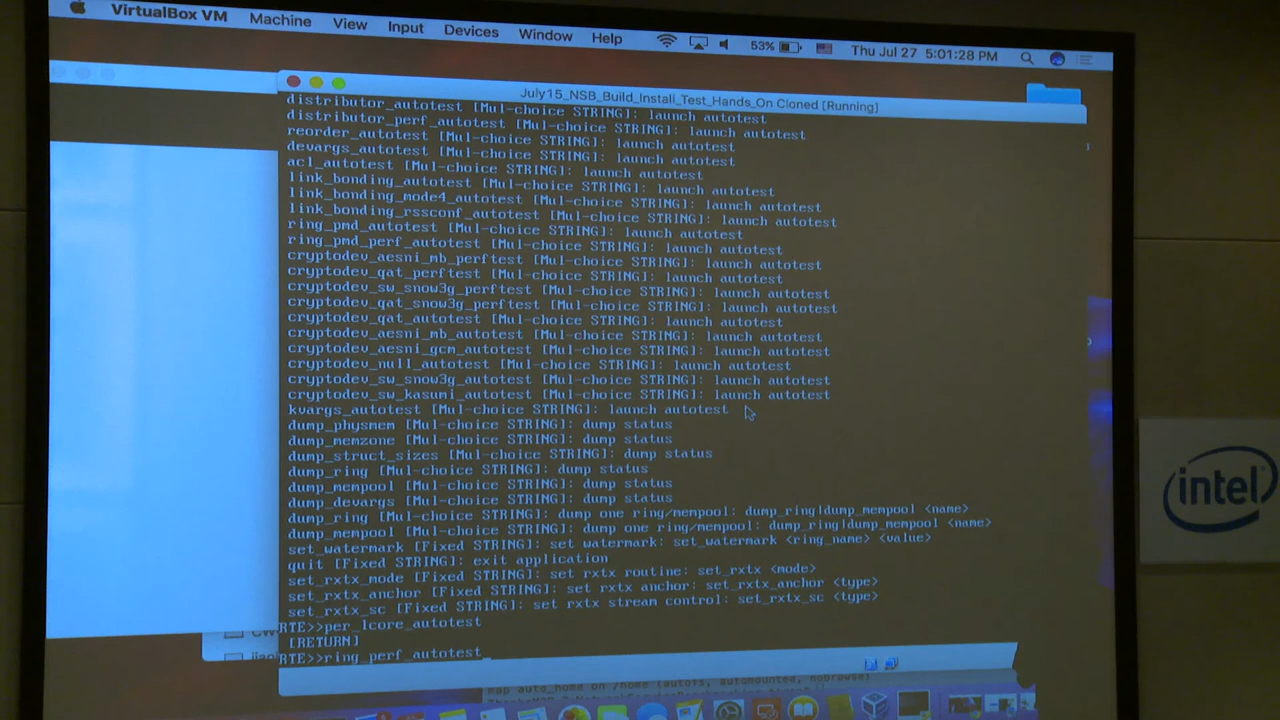 VirtualBox VM Machine View Input Devices Window Help 53% Thu Jul 27 5:01:28 PM
July15_NSB_Build_Install_Test_Hands_On Cloned [Running]
distributor_autotest [Mul-choice STRING]: launch autotest
distributor_perf_autotest [Mul-choice STRING]: launch autotest
reorder_autotest [Mul-choice STRING]: launch autotest
devargs_autotest [Mul-choice STRING]: launch autotest
acl_autotest [Mul-choice STRING]: launch autotest
link_bonding_autotest [Mul-choice STRING]: launch autotest
link_bonding_mode4_autotest [Mul-choice STRING]: launch autotest
link_bonding_rssconf_autotest [Mul-choice STRING]: launch autotest
ring_pmd_autotest [Mul-choice STRING]: launch autotest
ring_pmd_perf_autotest [Mul-choice STRING]: launch autotest
cryptodev_aesni_mb_perftest [Mul-choice STRING]: launch autotest
cryptodev_qat_perftest [Mul-choice STRING]: launch autotest
cryptodev_sw_snow3g_perftest [Mul-choice STRING]: launch autotest
cryptodev_qat_snow3g_perftest [Mul-choice STRING]: launch autotest
cryptodev_qat_autotest [Mul-choice STRING]: launch autotest
cryptodev_aesni_mb_autotest [Mul-choice STRING]: launch autotest
cryptodev_aesni_gcm_autotest [Mul-choice STRING]: launch autotest
cryptodev_null_autotest [Mul-choice STRING]: launch autotest
cryptodev_sw_snow3g_autotest [Mul-choice STRING]: launch autotest
cryptodev_sw_kasumi_autotest [Mul-choice STRING]: launch autotest
kvargs_autotest [Mul-choice STRING]: launch autotest
dump_physmem [Mul-choice STRING]: dump status
dump_memzone [Mul-choice STRING]: dump status
dump_struct_sizes [Mul-choice STRING]: dump status
dump_ring [Mul-choice STRING]: dump status
dump_mempool [Mul-choice STRING]: dump status
dump_devargs [Mul-choice STRING]: dump status
dump_ring [Mul-choice STRING]: dump one ring/mempool: dump_ring|dump_mempool <name>
dump_mempool [Mul-choice STRING]: dump one ring/mempool: dump_ring|dump_mempool <name>
set_watermark [Fixed STRING]: set watermark: set_watermark <ring_name> <value>
quit [Fixed STRING]: exit application
set_rxtx_mode [Fixed STRING]: set rxtx routine: set_rxtx <mode>
set_rxtx_anchor [Fixed STRING]: set rxtx anchor: set_rxtx_anchor <type>
set_rxtx_sc [Fixed STRING]: set rxtx stream control: set_rxtx_sc <type>
RTE>>per_lcore_autotest
[RETURN]
RTE>>ring_perf_autotest_
map auto_home on /home (autofs, automounted, nobrowse)
intel